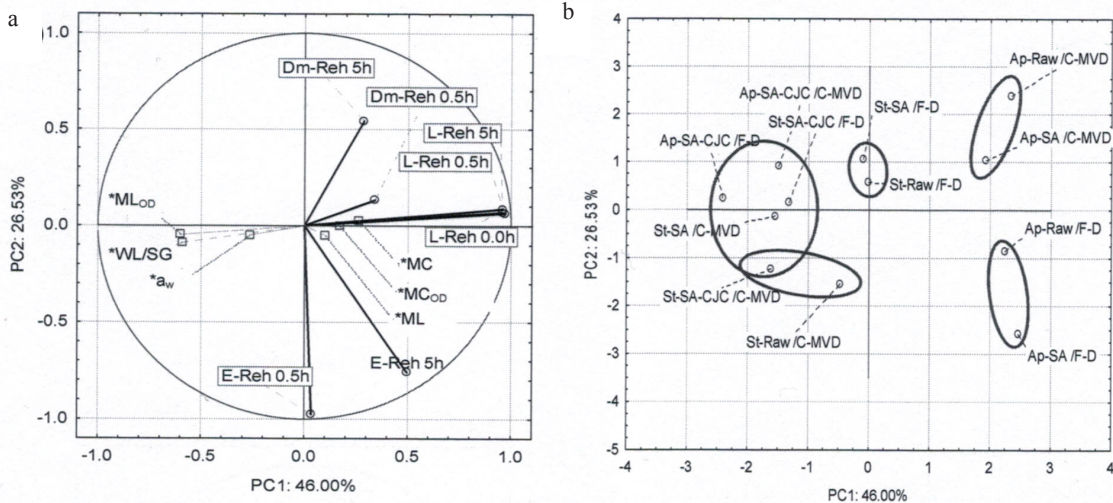 a
1.0
0.5
0.0
-0.5
-1.0
PC2: 26.53%
Dm-Reh 5h
Dm-Reh 0.5h
L-Reh 5h
L-Reh 0.5h
L-Reh 0.0h
*ML_OD
*WL/SG
*a_w
*MC
*MC_OD
*ML
E-Reh 0.5h
E-Reh 5h
-1.0 -0.5 0.0 0.5 1.0
PC1: 46.00%
b
4
3
2
1
0
-1
-2
-3
-4
-5
PC2: 26.53%
Ap-Raw /C-MVD
Ap-SA-CJC /C-MVD
St-SA /F-D
St-SA-CJC /F-D
Ap-SA-CJC /F-D
Ap-SA /C-MVD
St-Raw/F-D
St-SA /C-MVD
Ap-Raw/F-D
St-SA-CJC /C-MVD
St-Raw /C-MVD
Ap-SA /F-D
-4 -3 -2 -1 0 1 2 3 4
PC1: 46.00%